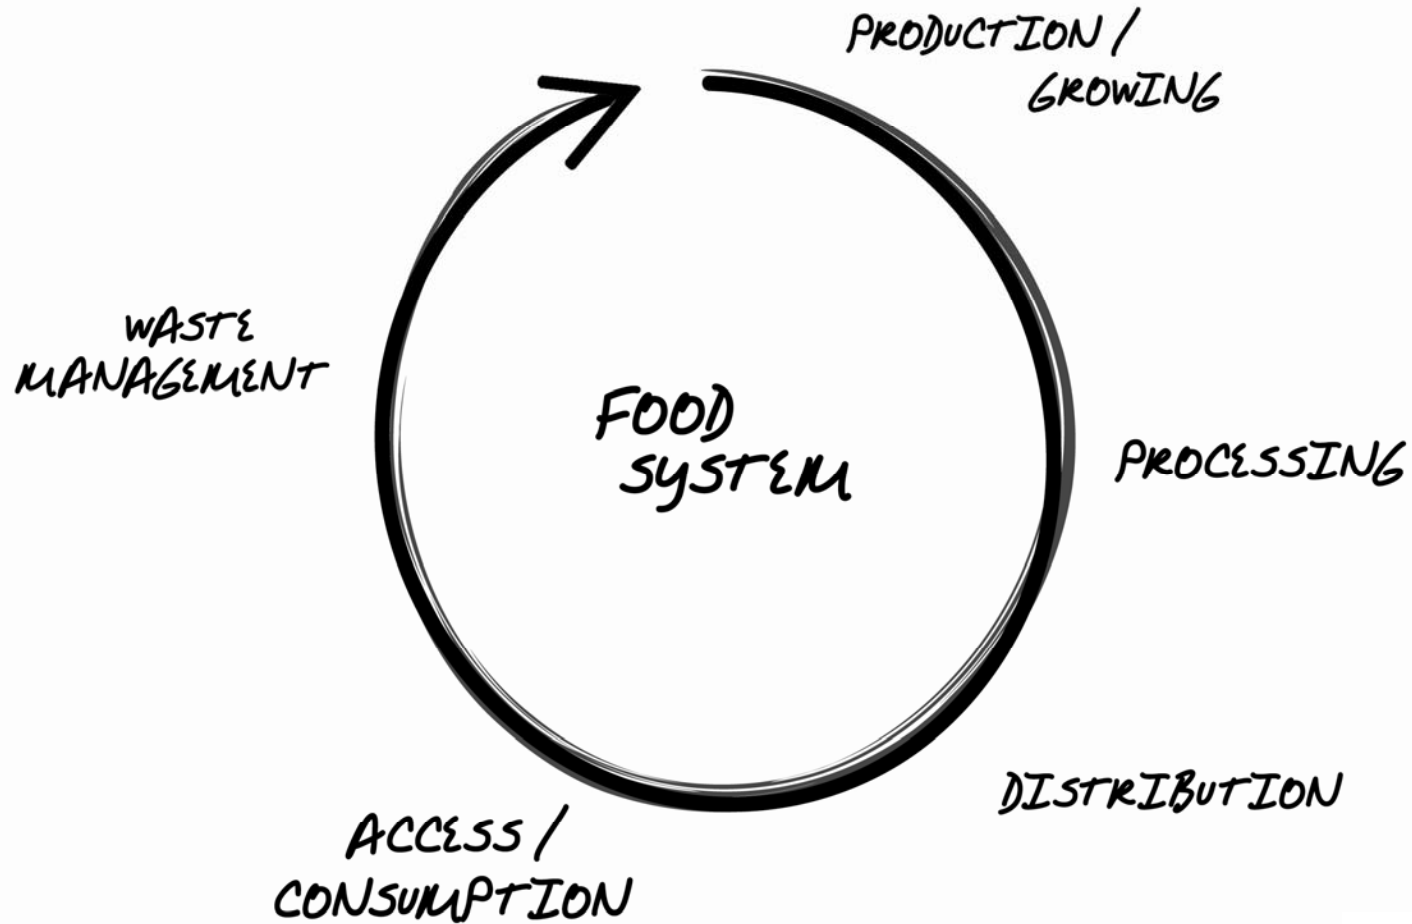 PRODUCTION /
GROWING
WASTE
MANAGEMENT
FOOD
SYSTEM
PROCESSING
DISTRIBUTION
ACCESS /
CONSUMPTION